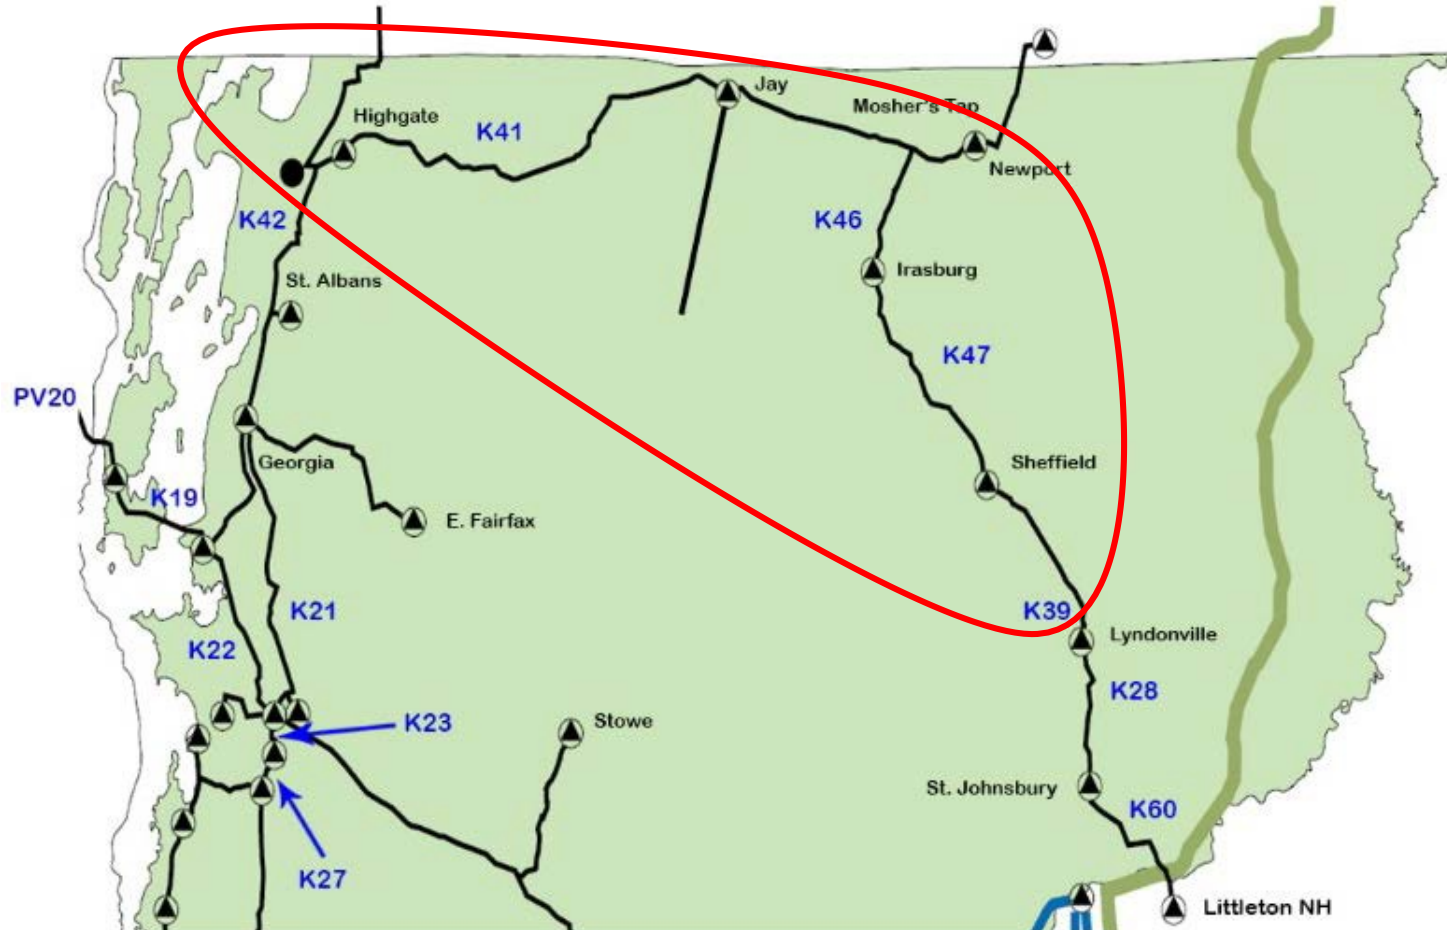 Jay
Mosher's Tap
Highgate
K41
Newport
K42
K46
Irasburg
St. Albans
K47
PV20
Georgia
Sheffield
K19
E. Fairfax
K21
K39
Lyndonville
K22
K28
K23
Stowe
St. Johnsbury
K60
K27
Littleton NH